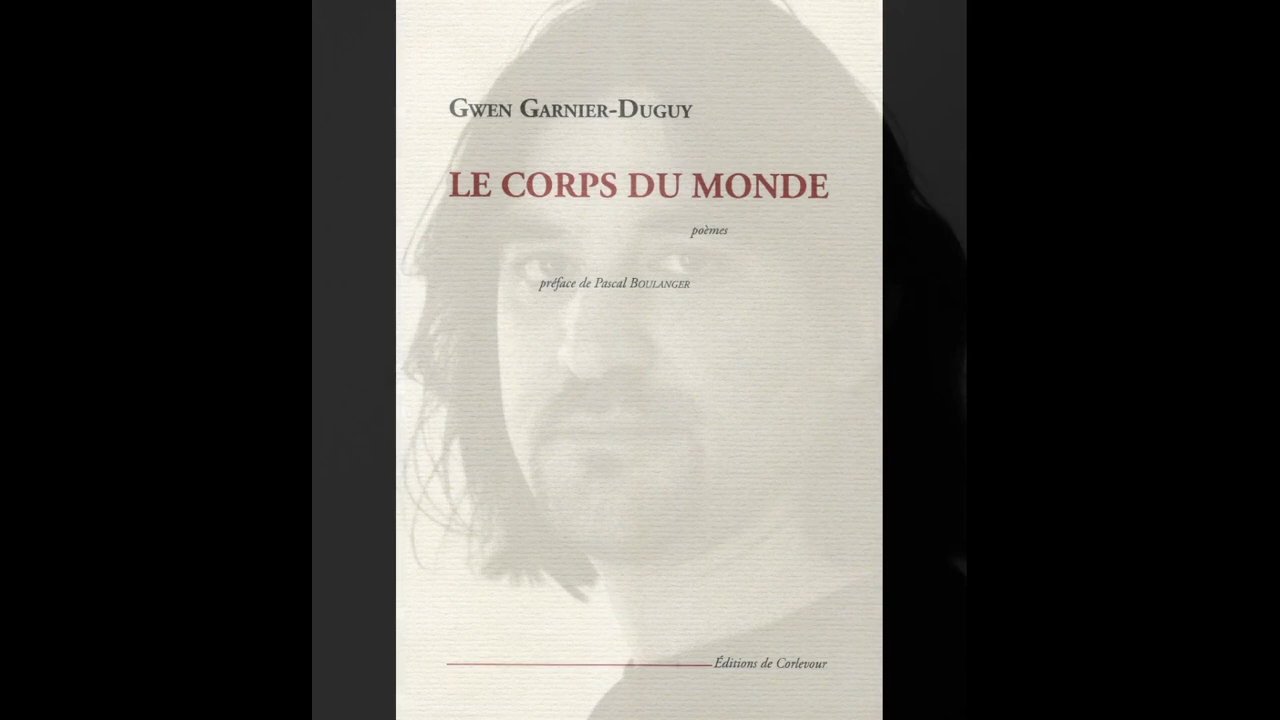 Gwen Garnier-Duguy
LE CORPS DU MONDE
poèmes
préface de Pascal Boulanger
Éditions de Corlevour